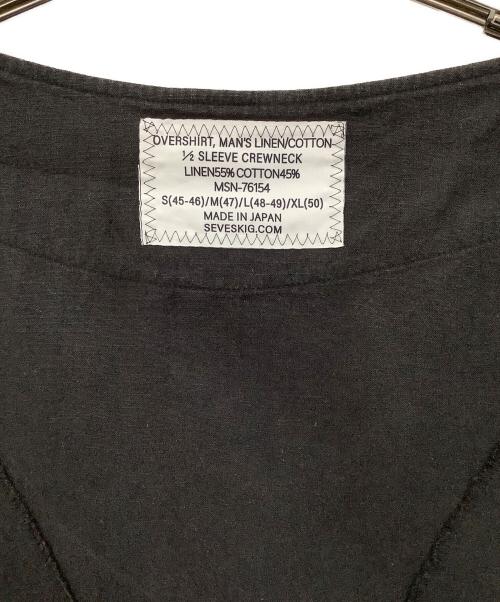 OVERSHIRT, MAN'S LINEN/COTTON
½ SLEEVE CREWNECK
LINEN55% COTTON45%
MSN-76154
S(45-46)/M(47)/L(48-49)/XL(50)
MADE IN JAPAN
SEVESKIG.COM